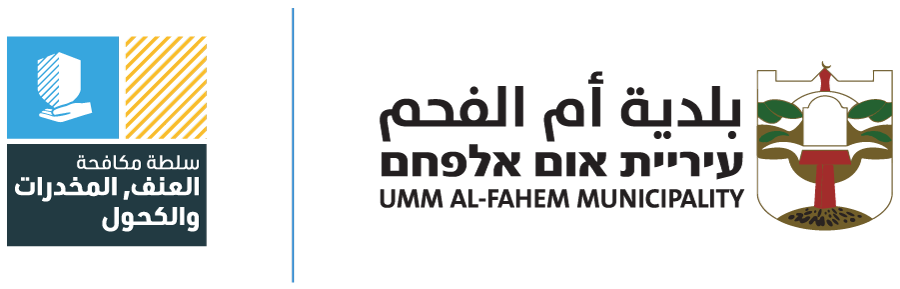 بلدية أم الفحم
עיריית אום אלפחם
UMM AL-FAHEM MUNICIPALITY
سلطة مكافحة
العنف, المخدرات
والكحول